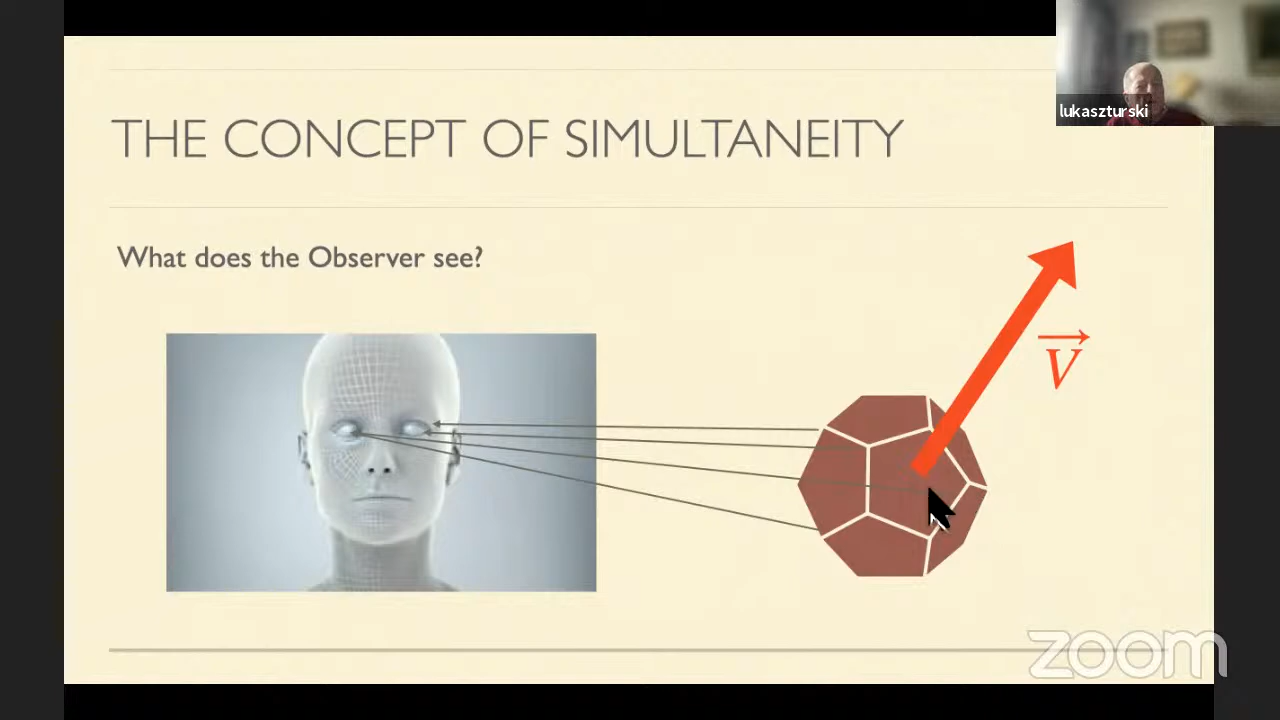 lukaszturski
THE CONCEPT OF SIMULTANEITY
What does the Observer see?
V
zoom